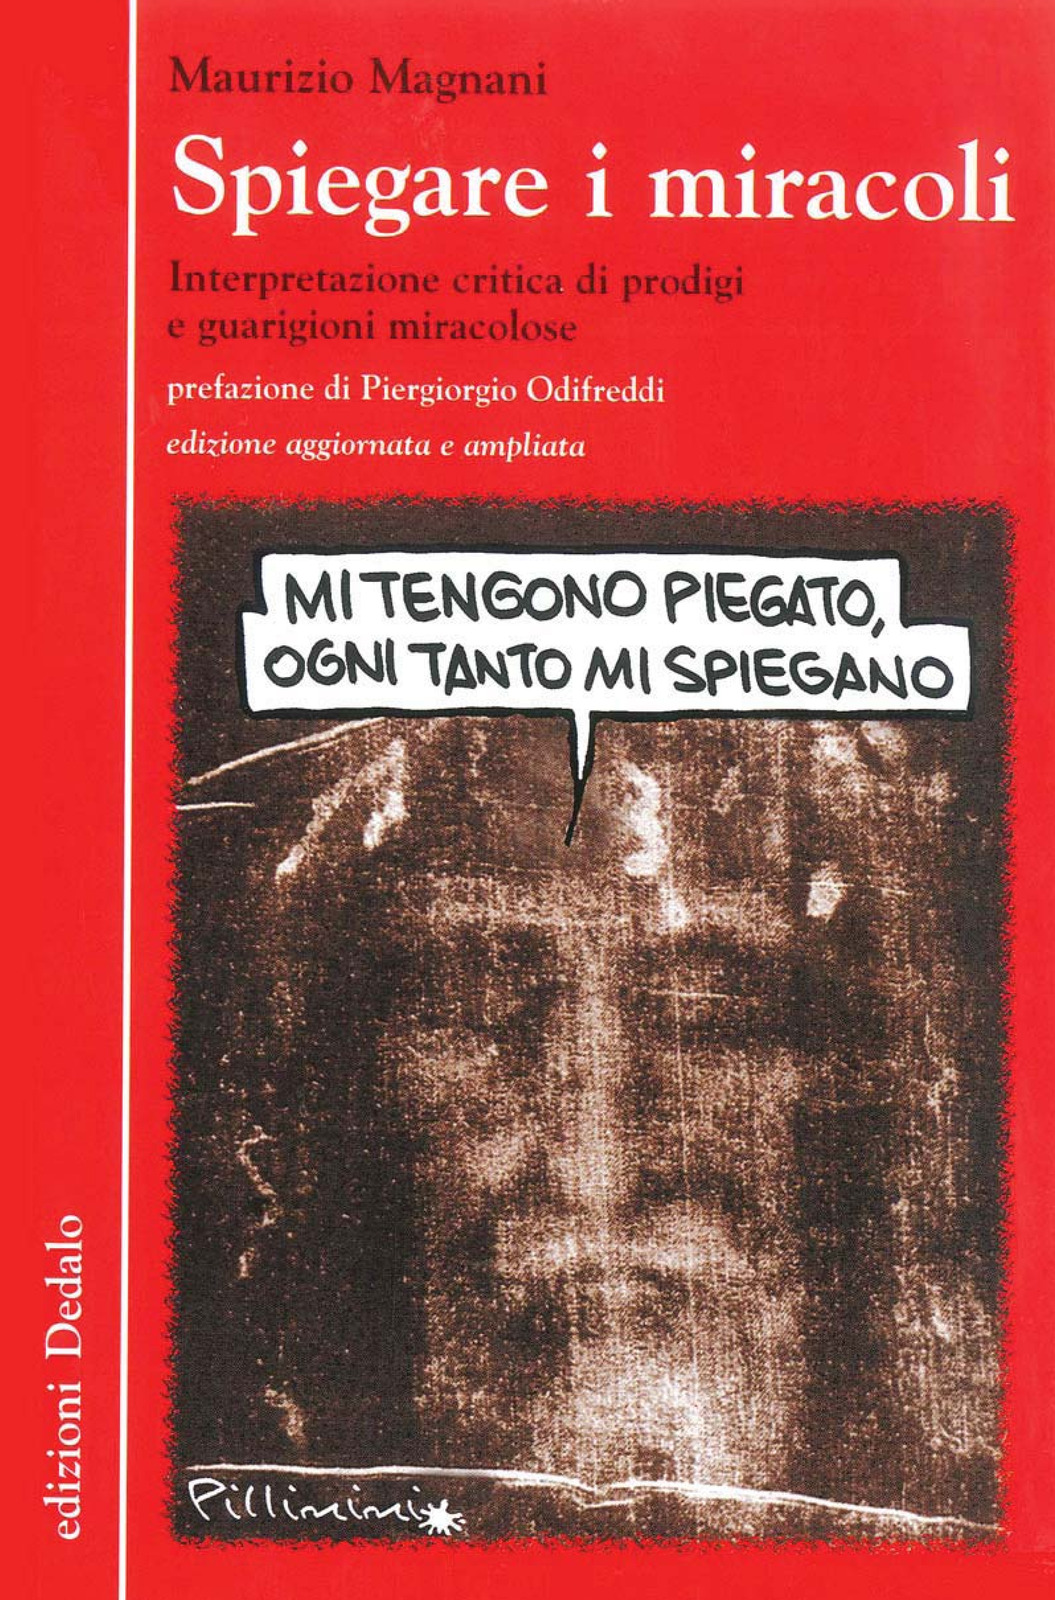 Maurizio Magnani
Spiegare i miracoli
Interpretazione critica di prodigi
e guarigioni miracolose
prefazione di Piergiorgio Odifreddi
edizione aggiornata e ampliata
MI TENGONO PIEGATO,
OGNI TANTO MI SPIEGANO
Pillinini
edizioni Dedalo